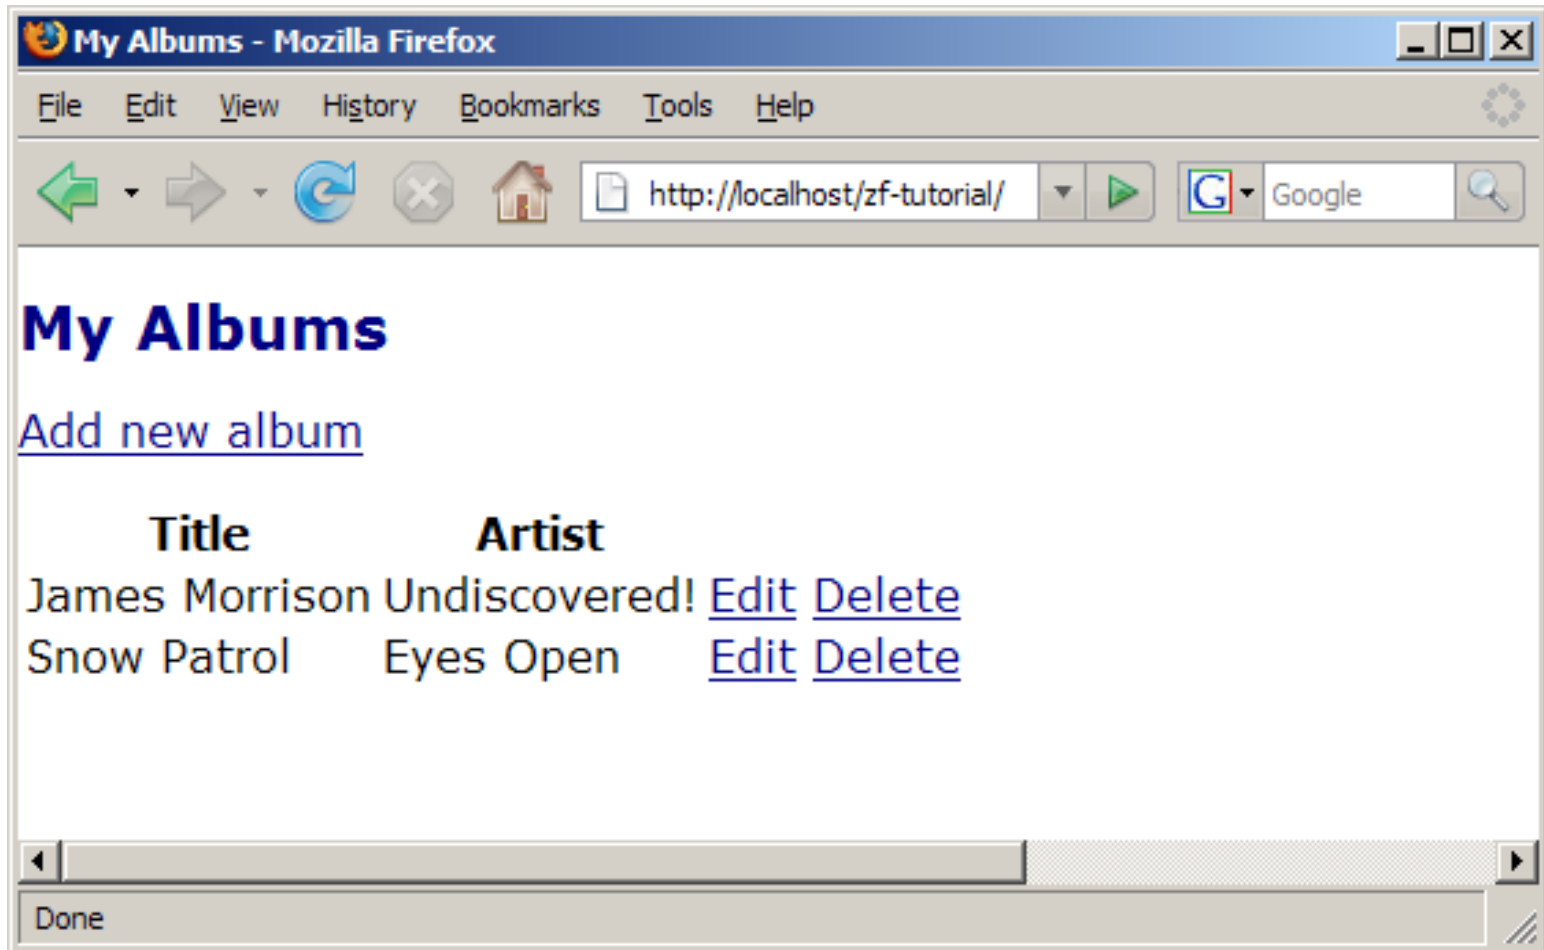 My Albums - Mozilla Firefox
File Edit View History Bookmarks Tools Help
http://localhost/zf-tutorial/ G Google
My Albums
Add new album
Title Artist
James Morrison Undiscovered! Edit Delete
Snow Patrol Eyes Open Edit Delete
Done